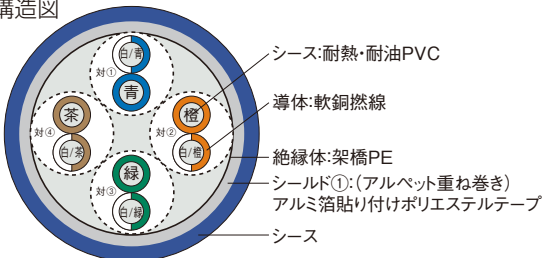 構造図
白/青
対①
青
シース:耐熱・耐油PVC
茶
橙
導体:軟銅撚線
対④
対②
白/茶
白/橙
絶縁体:架橋PE
緑
シールド①:(アルペット重ね巻き)
対③
アルミ箔貼り付けポリエステルテープ
白/緑
シース